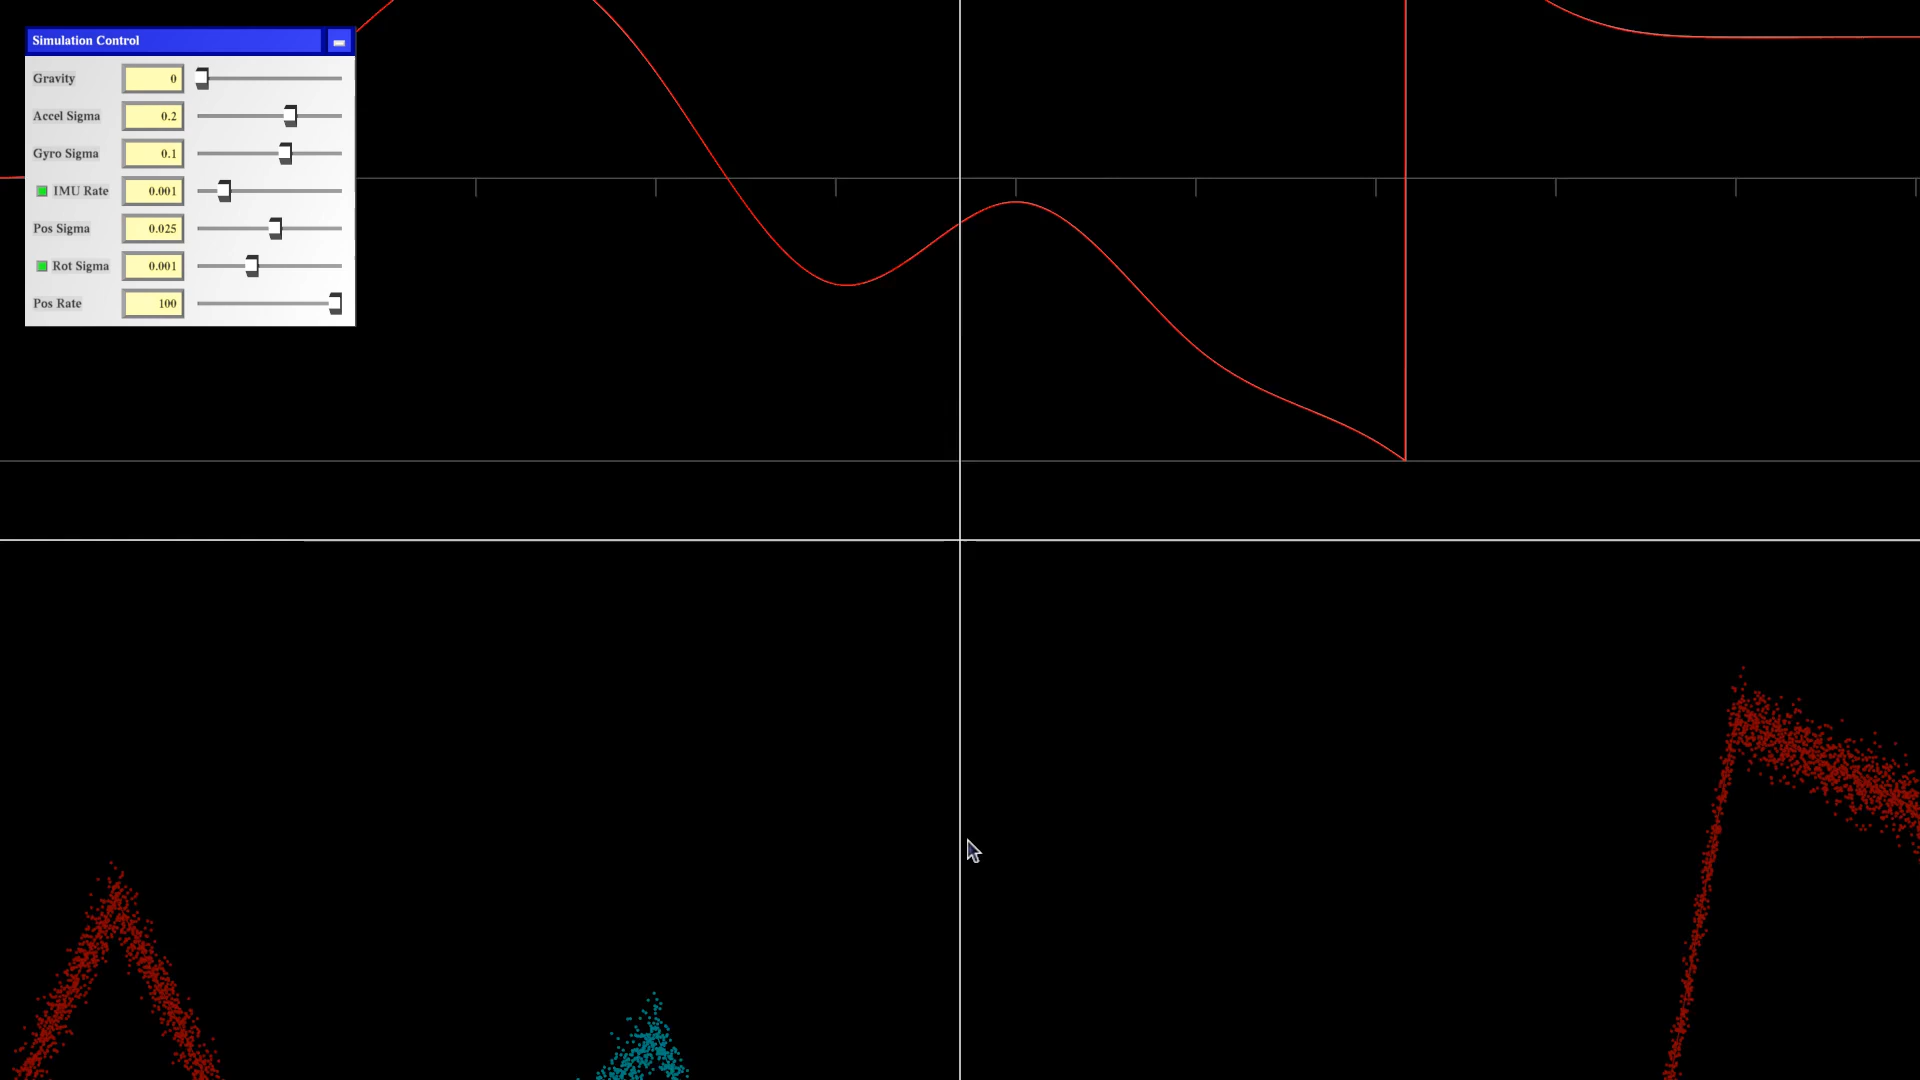 Simulation Control
Gravity 0
Accel Sigma 0.2
Gyro Sigma 0.1
IMU Rate 0.001
Pos Sigma 0.025
Rot Sigma 0.001
Pos Rate 100